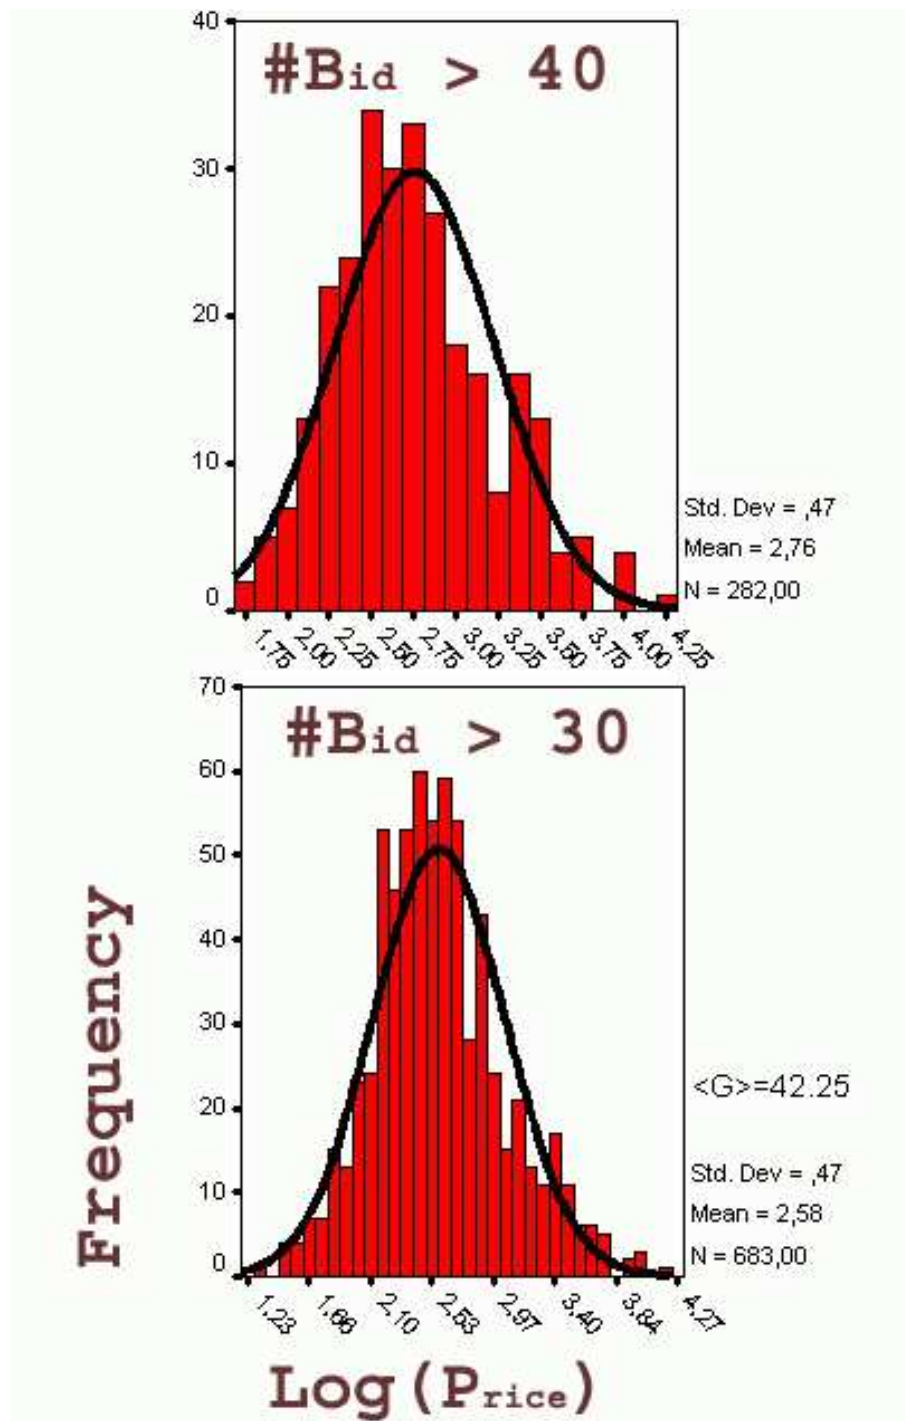 40
#Bid > 40
30
20
10
Std. Dev = ,47
Mean = 2,76
N = 282,00
0
1,75 2,00 2,25 2,50 2,75 3,00 3,25 3,50 3,75 4,00 4,25
70
#Bid > 30
60
50
40
30
20
<G>=42.25
10
Std. Dev = ,47
Mean = 2,58
N = 683,00
0
1,23 1,66 2,10 2,53 2,97 3,40 3,84 4,27
Frequency
Log(Price)